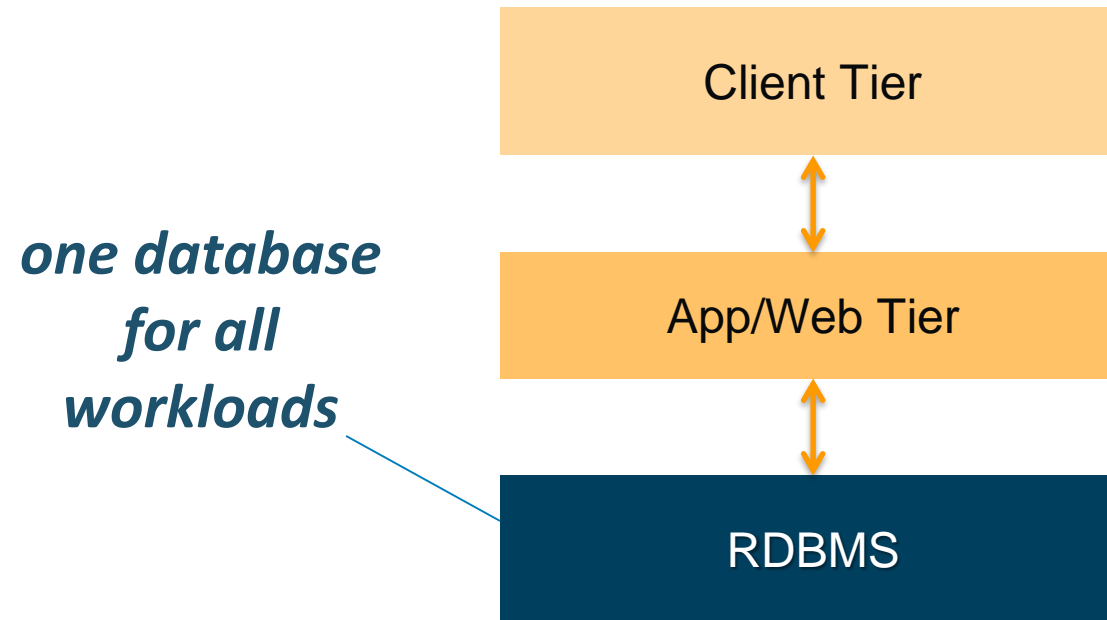 Client Tier
one database
for all
workloads
App/Web Tier
RDBMS